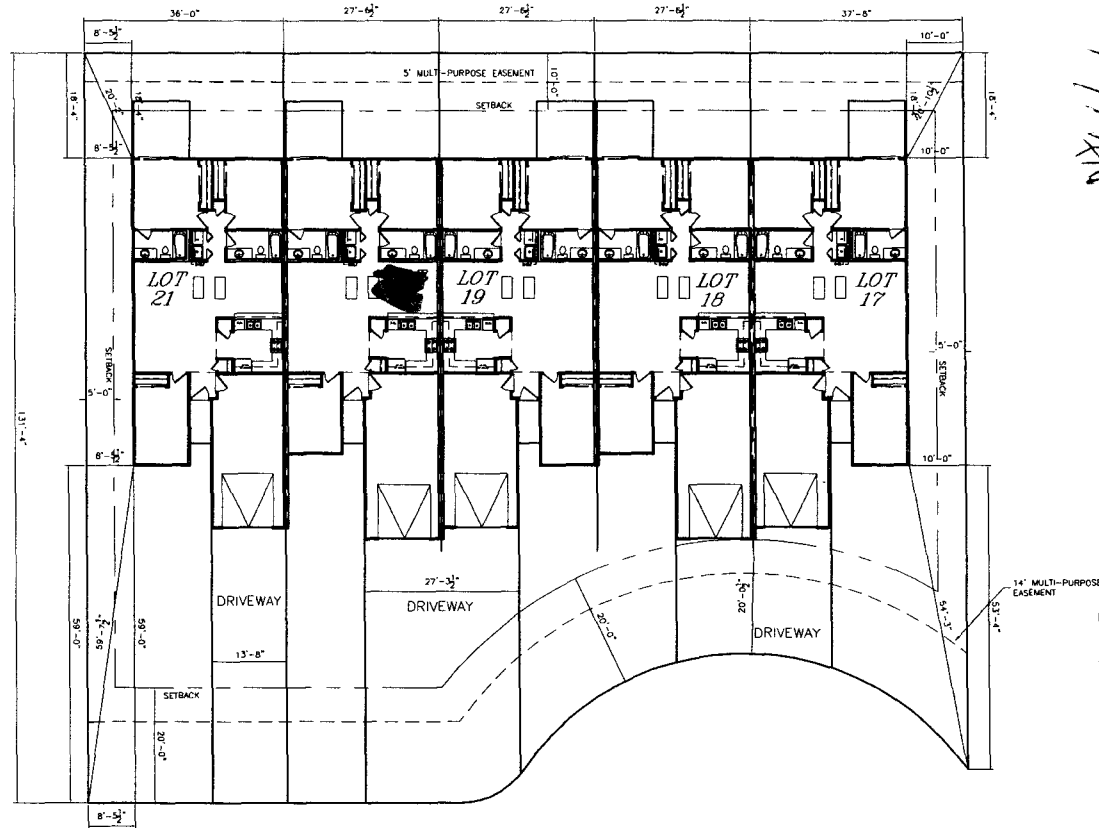 36'-0"
27'-6½"
27'-6½"
27'-6½"
37'-8"
8'-5½"
10'-0"
5' MULTI-PURPOSE EASEMENT
10'-0"
SETBACK
18'-4"
18'-4"
18'-4"
8'-5½"
10'-0"
LOT
21
LOT
19
LOT
18
LOT
17
SETBACK
5'-0"
5'-0"
SETBACK
131'-4"
8'-5½"
10'-0"
14' MULTI-PURPOSE
EASEMENT
27'-3½"
DRIVEWAY
DRIVEWAY
DRIVEWAY
20'-0"
20'-0½"
59'-0"
59'-7¼"
59'-0"
54'-3"
53'-4"
13'-8"
SETBACK
20'-0"
8'-5½"